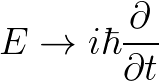 E → iħ ∂/∂t